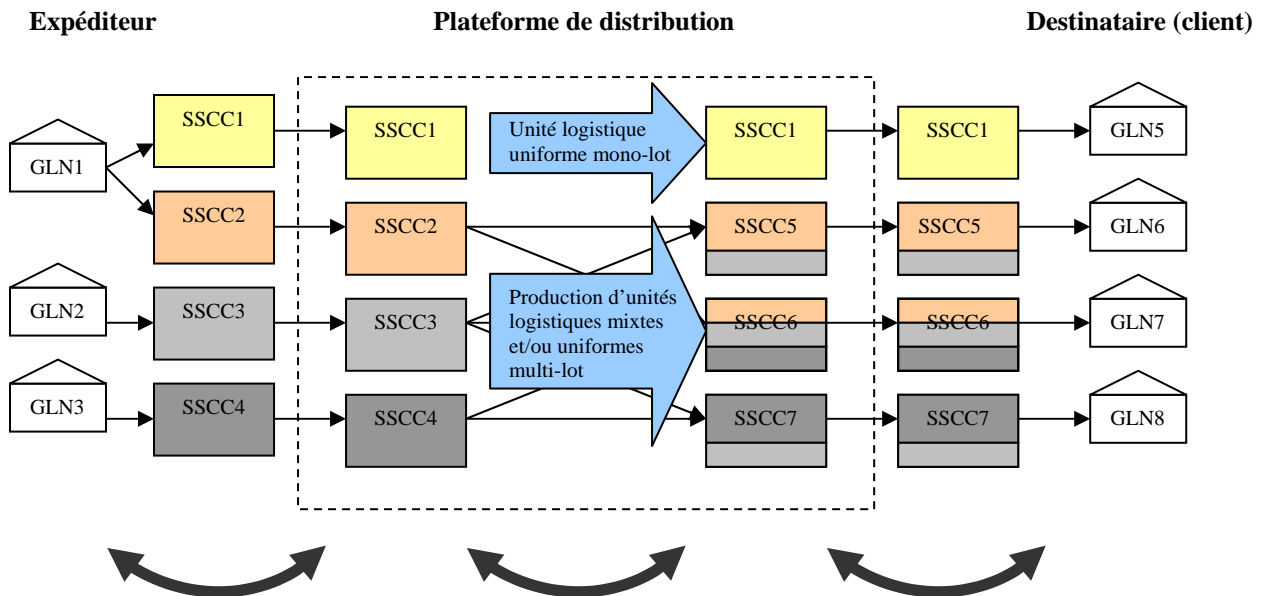 Expéditeur
Plateforme de distribution
Destinataire (client)
GLN1
SSCC1
SSCC1
Unité logistique
uniforme mono-lot
SSCC1
SSCC1
GLN5
SSCC2
SSCC2
SSCC5
SSCC5
GLN6
GLN2
SSCC3
SSCC3
Production d’unités
logistiques mixtes
et/ou uniformes
multi-lot
SSCC6
SSCC6
GLN7
GLN3
SSCC4
SSCC4
SSCC7
SSCC7
GLN8